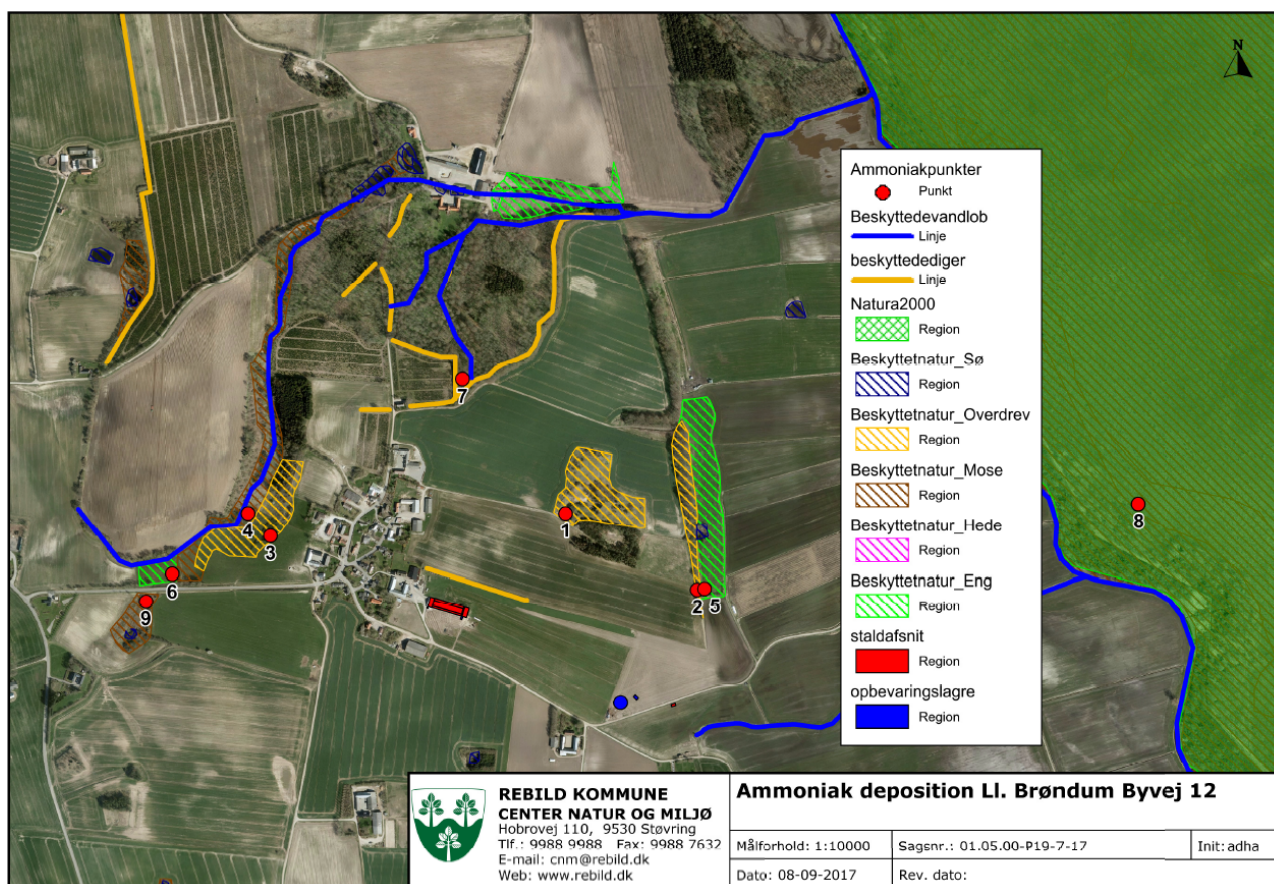 N
Ammoniakpunkter
Punkt
Beskyttedevandlob
Linje
beskyttedediger
Linje
Natura2000
Region
Beskyttetnatur_Sø
Region
Beskyttetnatur_Overdrev
Region
Beskyttetnatur_Mose
Region
Beskyttetnatur_Hede
Region
Beskyttetnatur_Eng
Region
staldafsnit
Region
opbevaringslagre
Region
7
1
4
3
8
6
2 5
9
REBILD KOMMUNE
CENTER NATUR OG MILJØ
Hobrovej 110, 9530 Støvring
Tlf.: 9988 9988 Fax: 9988 7632
E-mail: cnm@rebild.dk
Web: www.rebild.dk
Ammoniak deposition Ll. Brøndum Byvej 12
Målforhold: 1:10000
Sagsnr.: 01.05.00-P19-7-17
Init: adha
Dato: 08-09-2017
Rev. dato: